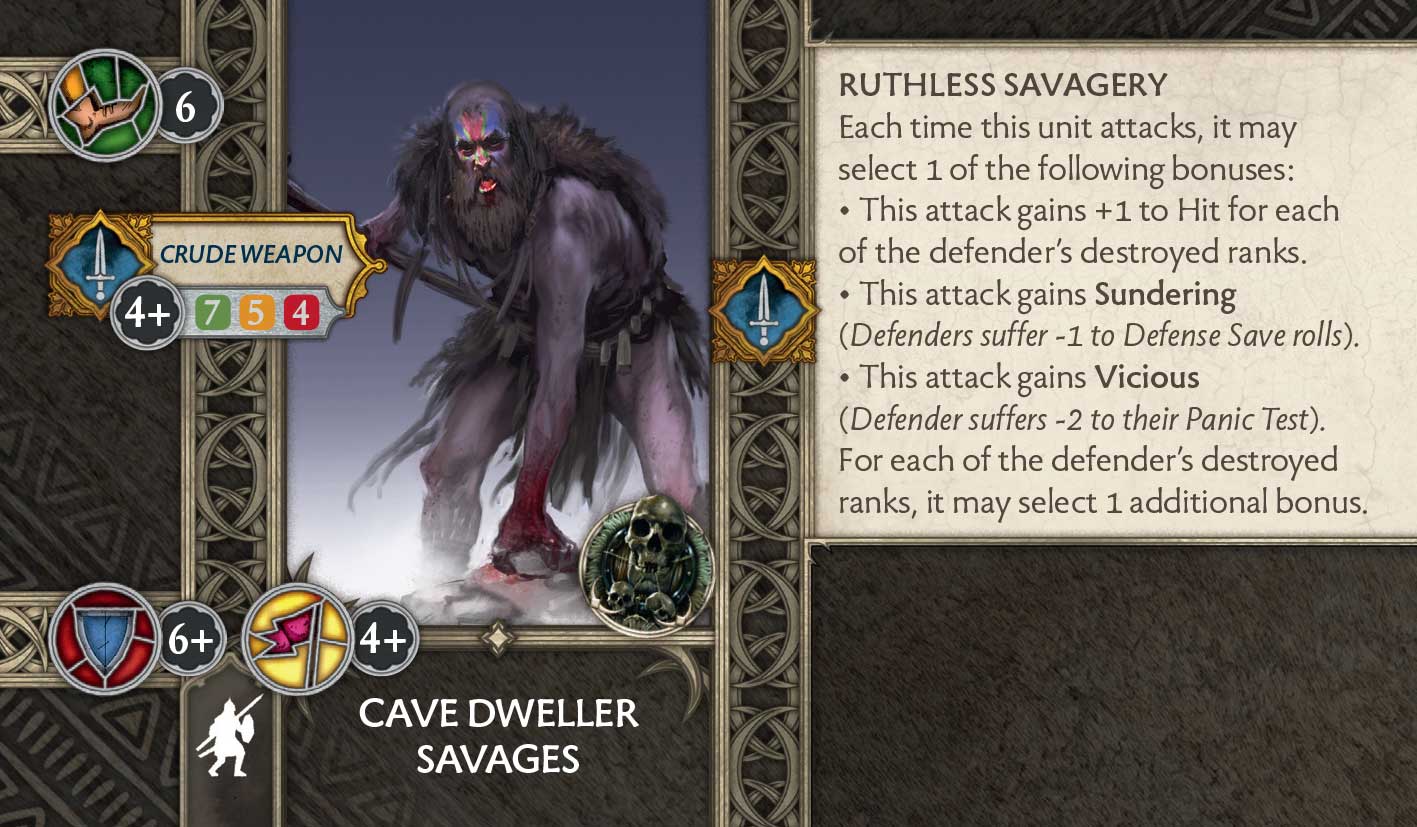 6
CRUDE WEAPON
4+ 7 5 4
6+ 4+
CAVE DWELLER
SAVAGES
RUTHLESS SAVAGERY
Each time this unit attacks, it may
select 1 of the following bonuses:
• This attack gains +1 to Hit for each
of the defender's destroyed ranks.
• This attack gains Sundering
(Defenders suffer -1 to Defense Save rolls).
• This attack gains Vicious
(Defender suffers -2 to their Panic Test).
For each of the defender's destroyed
ranks, it may select 1 additional bonus.